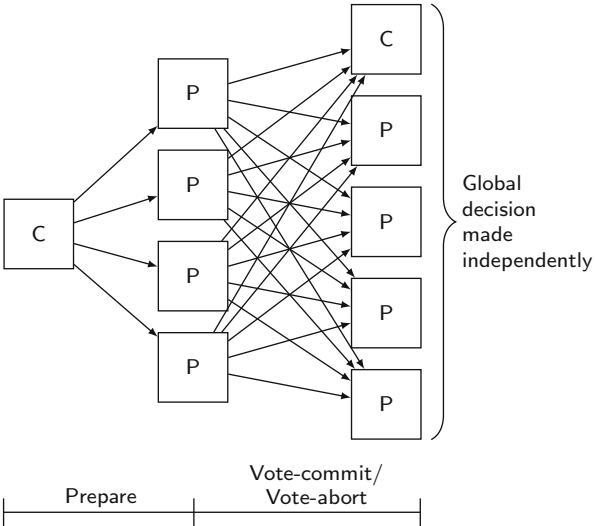 C
P
P
P
P
C
P
P
P
P
Global
decision
made
independently
Prepare
Vote-commit/
Vote-abort